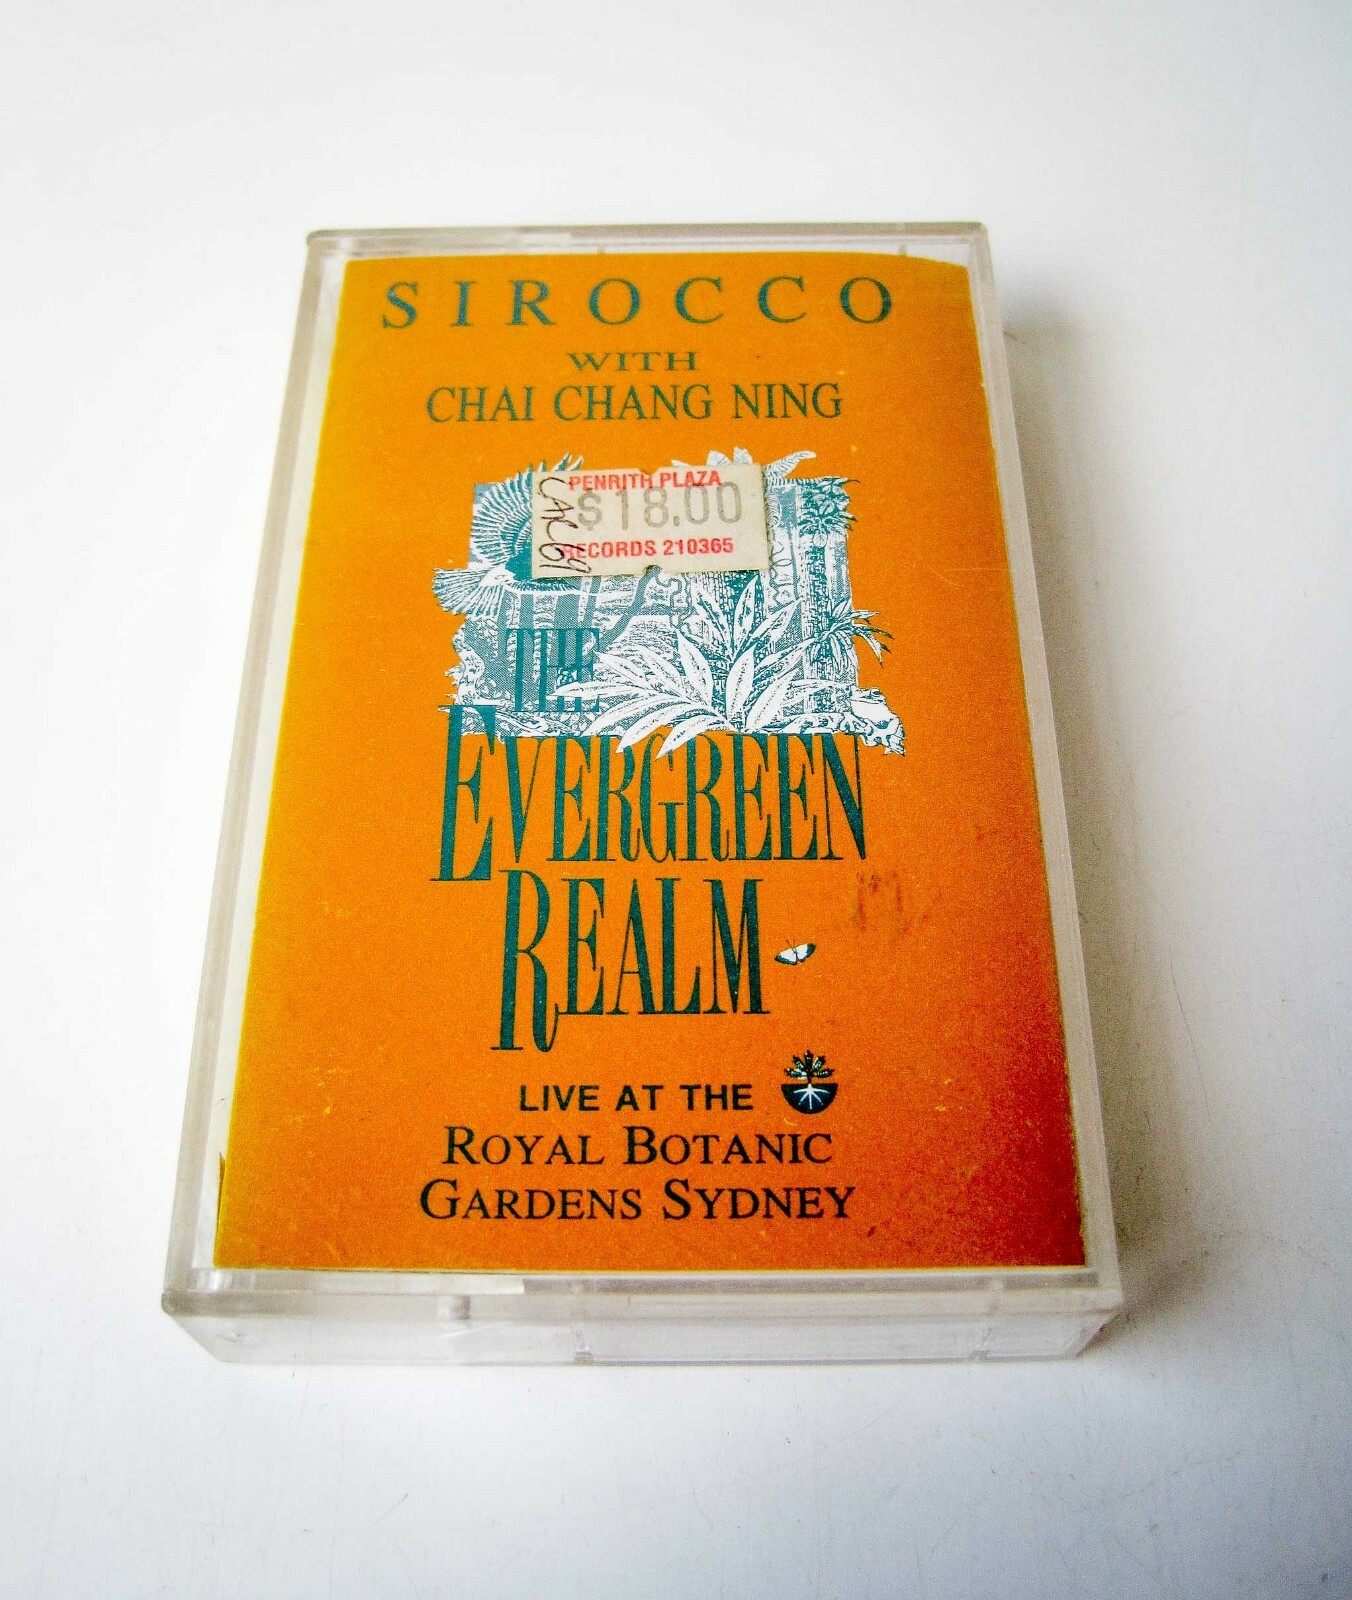 SIROCCO
WITH
CHAI CHANG NING
PENRITH PLAZA
$18.00
RECORDS 210365
THE
EVERGREEN
REALM
LIVE AT THE
ROYAL BOTANIC
GARDENS SYDNEY